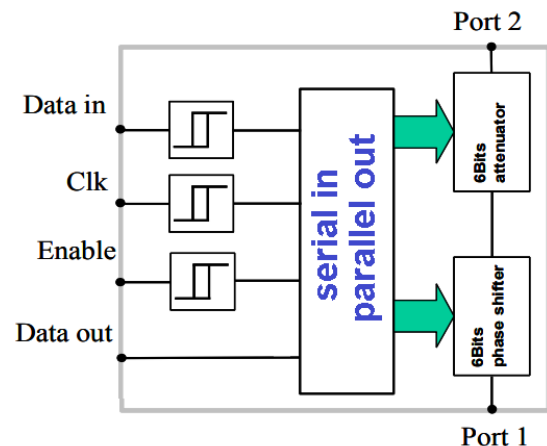 Port 2
Data in
Clk
Enable
Data out
serial in
parallel out
6Bits
attenuator
6Bits
phase shifter
Port 1